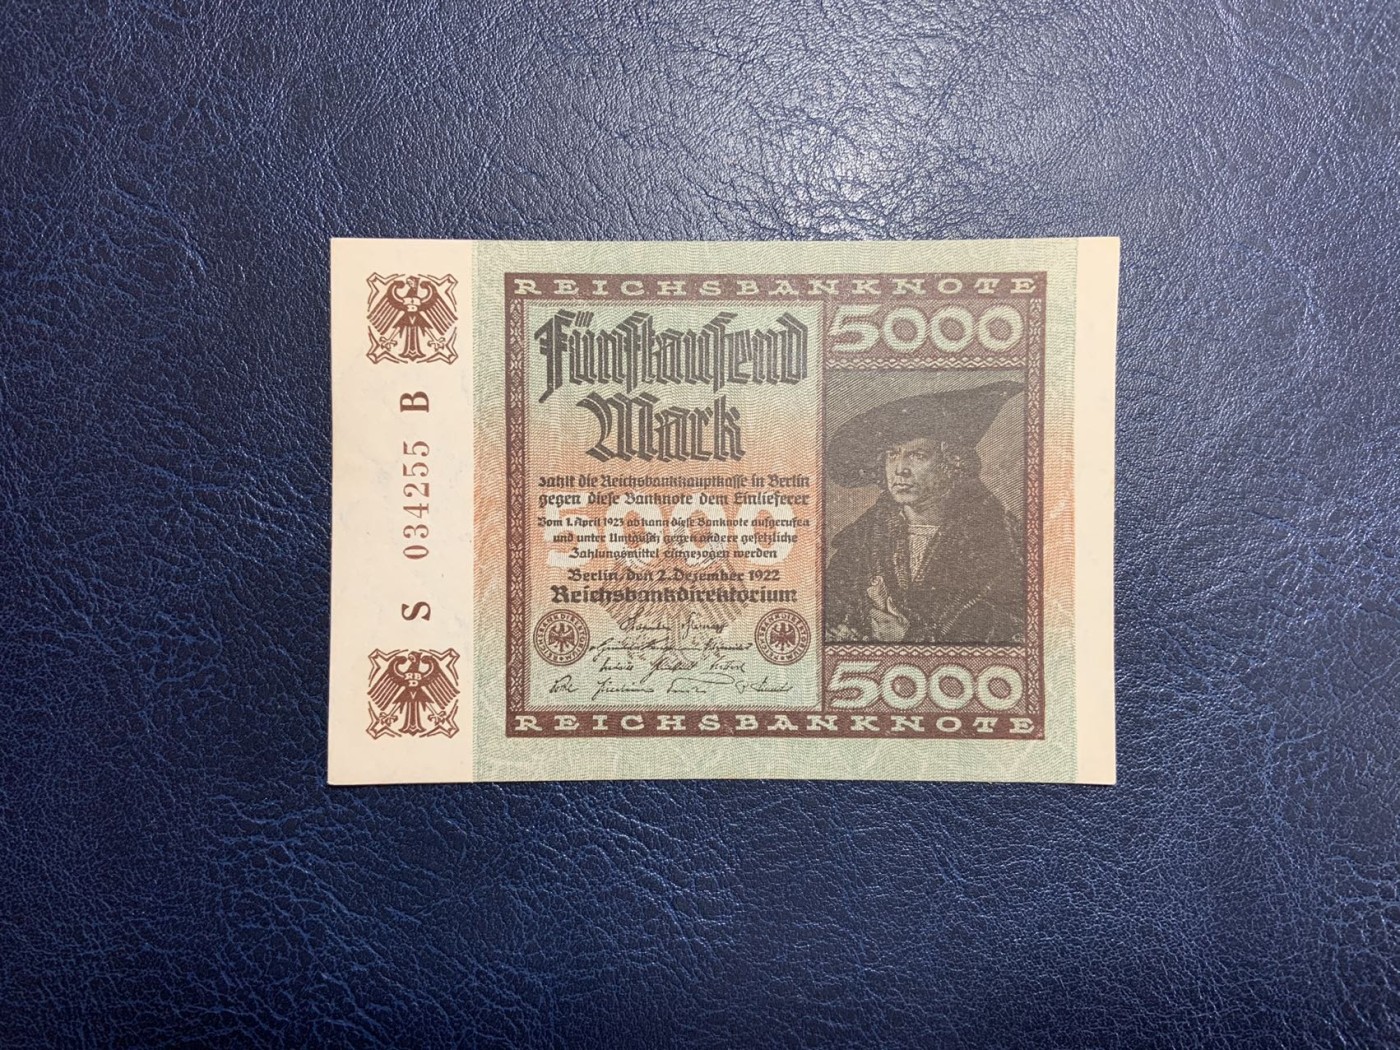 REICHSBANKNOTE
Fünftausend
Mark
5000
zahlt die Reichsbankhauptkasse in Berlin
gegen diese Banknote dem Einlieferer
Vom 1. April 1923 ab kann diese Banknote aufgerufen
und unter Umtausch gegen andere gesetzliche
Zahlungsmittel eingezogen werden
5000
Berlin, den 2. Dezember 1922
Reichsbankdirektorium
5000
REICHSBANKNOTE
S 034255 B